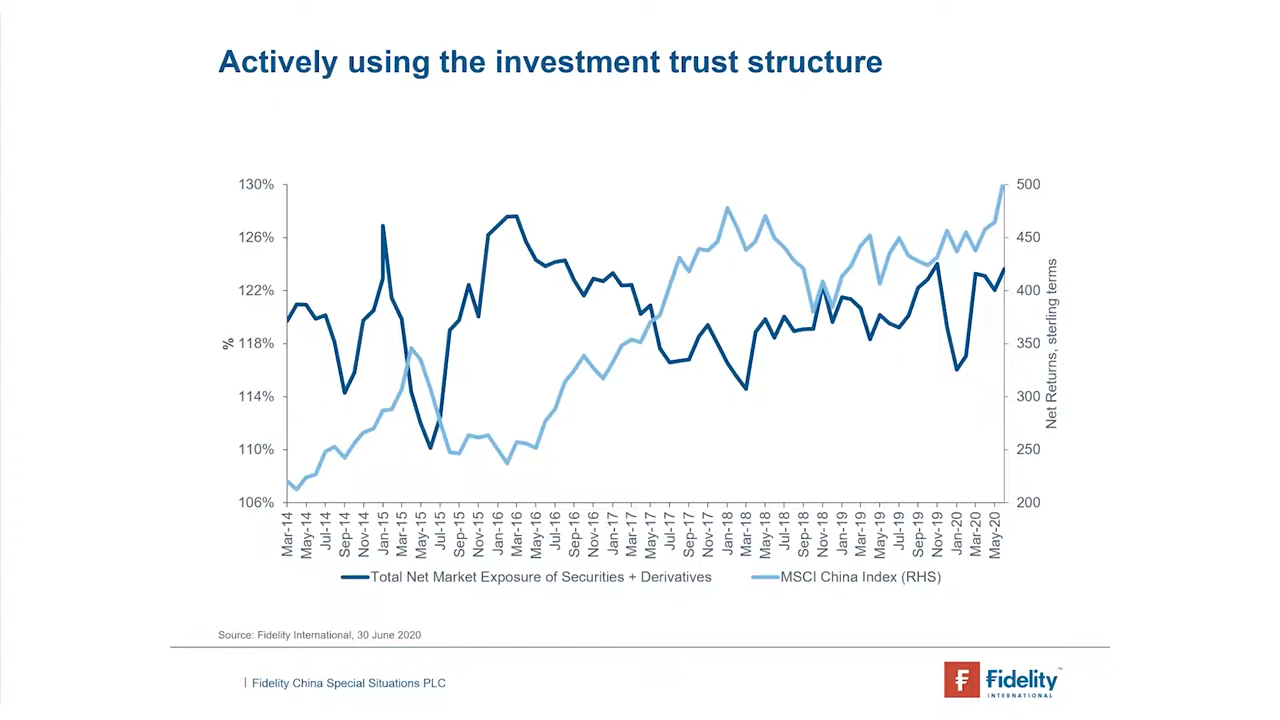 Actively using the investment trust structure
130%
126%
122%
118%
114%
110%
106%
%
500
450
400
350
300
250
200
Net Returns, sterling terms
Mar-14
May-14
Jul-14
Sep-14
Nov-14
Jan-15
Mar-15
May-15
Jul-15
Sep-15
Nov-15
Jan-16
Mar-16
May-16
Jul-16
Sep-16
Nov-16
Jan-17
Mar-17
May-17
Jul-17
Sep-17
Nov-17
Jan-18
Mar-18
May-18
Jul-18
Sep-18
Nov-18
Jan-19
Mar-19
May-19
Jul-19
Sep-19
Nov-19
Jan-20
Mar-20
May-20
Total Net Market Exposure of Securities + Derivatives
MSCI China Index (RHS)
Source: Fidelity International, 30 June 2020
| Fidelity China Special Situations PLC
Fidelity ™
INTERNATIONAL